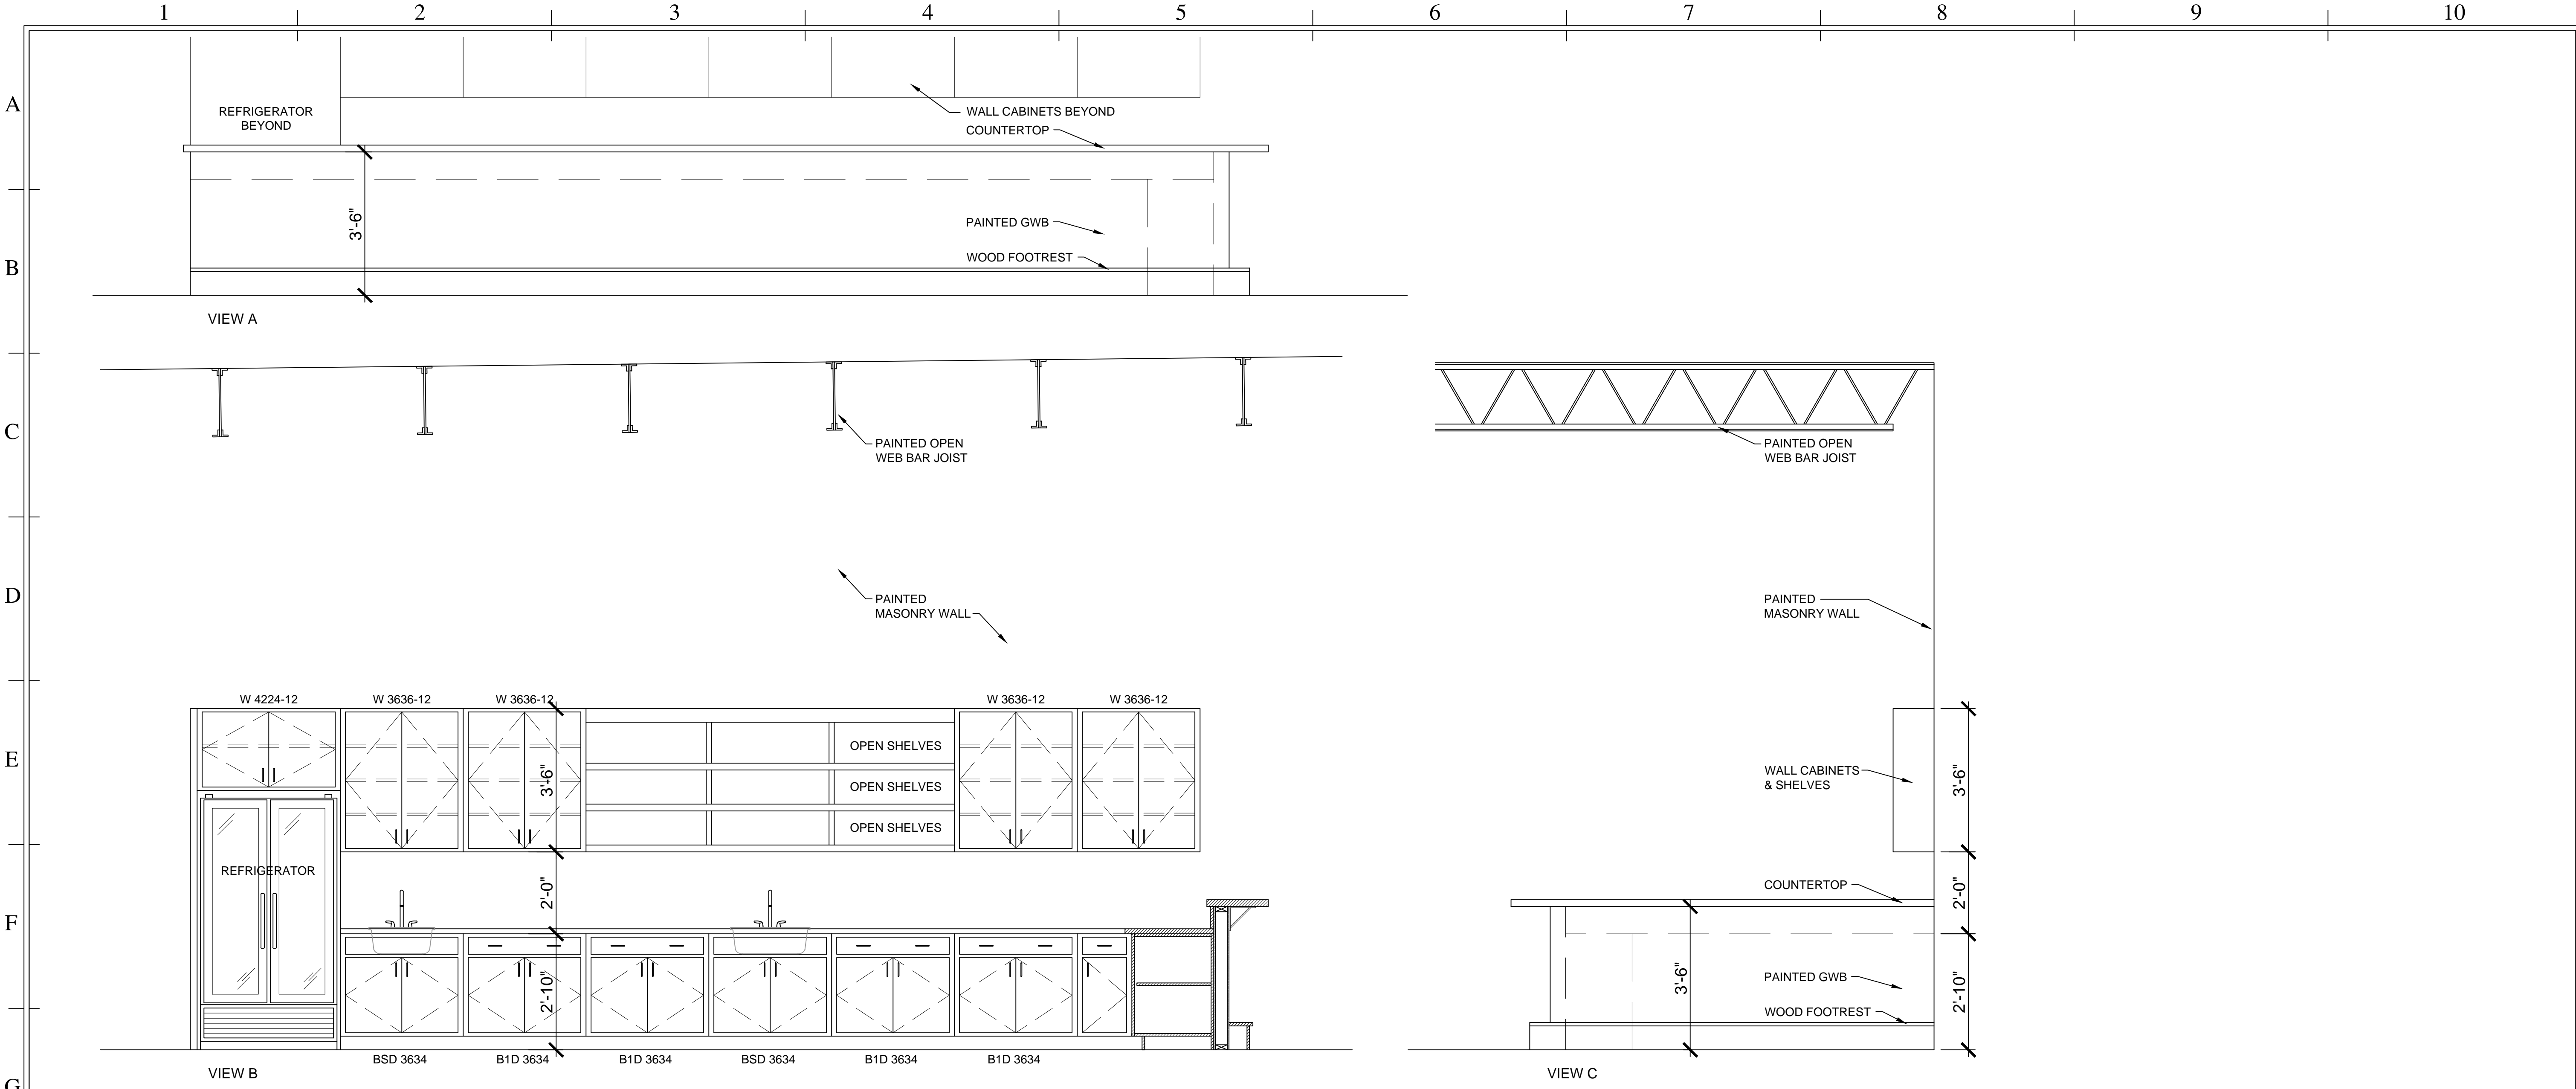 1 2 3 4 5 6 7 8 9 10
A
REFRIGERATOR
BEYOND
WALL CABINETS BEYOND
COUNTERTOP
3'-6"
PAINTED GWB
B
WOOD FOOTREST
VIEW A
C
PAINTED OPEN
WEB BAR JOIST
PAINTED OPEN
WEB BAR JOIST
D
PAINTED
MASONRY WALL
PAINTED
MASONRY WALL
W 4224-12 W 3636-12 W 3636-12 W 3636-12 W 3636-12
E
OPEN SHELVES
OPEN SHELVES
OPEN SHELVES
3'-6"
REFRIGERATOR
2'-0"
F
2'-10"
BSD 3634 B1D 3634 B1D 3634 BSD 3634 B1D 3634 B1D 3634
VIEW B
WALL CABINETS
& SHELVES
3'-6"
COUNTERTOP
2'-0"
PAINTED GWB
3'-6"
2'-10"
WOOD FOOTREST
VIEW C
G